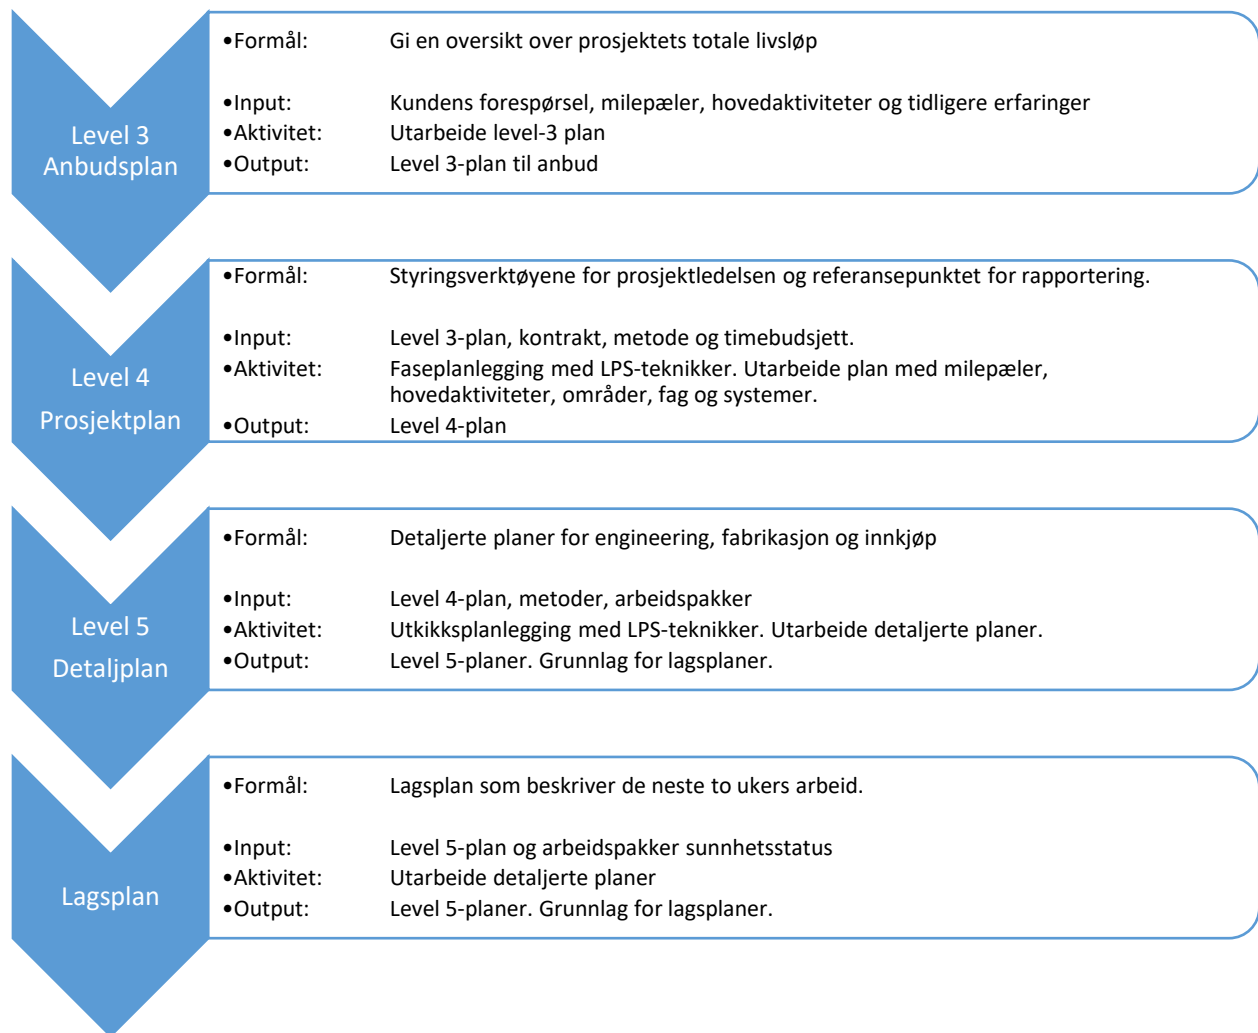 Level 3
Anbudsplan
•Formål: Gi en oversikt over prosjektets totale livsløp
•Input: Kundens forespørsel, milepæler, hovedaktiviteter og tidligere erfaringer
•Aktivitet: Utarbeide level-3 plan
•Output: Level 3-plan til anbud
Level 4
Prosjektplan
•Formål: Styringsverktøyene for prosjektledelsen og referansepunktet for rapportering.
•Input: Level 3-plan, kontrakt, metode og timebudsjett.
•Aktivitet: Faseplanlegging med LPS-teknikker. Utarbeide plan med milepæler,
hovedaktiviteter, områder, fag og systemer.
•Output: Level 4-plan
Level 5
Detaljplan
•Formål: Detaljerte planer for engineering, fabrikasjon og innkjøp
•Input: Level 4-plan, metoder, arbeidspakker
•Aktivitet: Utkikksplanlegging med LPS-teknikker. Utarbeide detaljerte planer.
•Output: Level 5-planer. Grunnlag for lagsplaner.
Lagsplan
•Formål: Lagsplan som beskriver de neste to ukers arbeid.
•Input: Level 5-plan og arbeidspakker sunnhetsstatus
•Aktivitet: Utarbeide detaljerte planer
•Output: Level 5-planer. Grunnlag for lagsplaner.